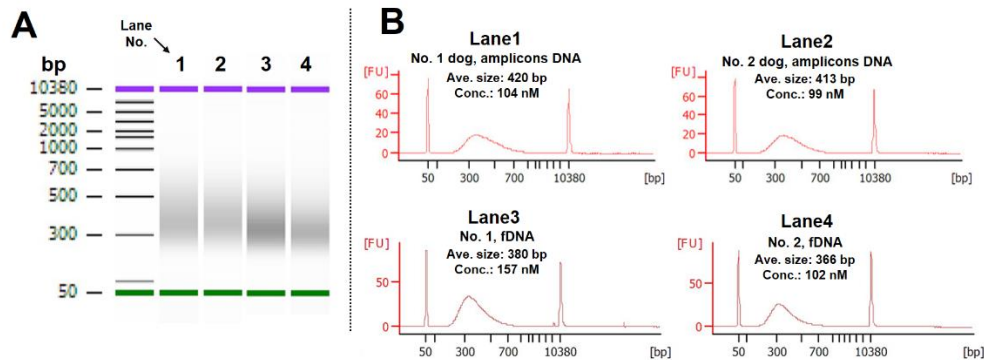 A
Lane
No.
bp
1 2 3 4
10380
5000
2000
1000
700
500
300
50
B
Lane1
No. 1 dog, amplicons DNA
[FU]
Ave. size: 420 bp
Conc.: 104 nM
80
60
40
20
0
50 300 700 10380 [bp]
Lane2
No. 2 dog, amplicons DNA
[FU]
Ave. size: 413 bp
Conc.: 99 nM
60
40
20
0
50 300 700 10380 [bp]
Lane3
No. 1, fDNA
[FU]
Ave. size: 380 bp
Conc.: 157 nM
50
0
50 300 700 10380 [bp]
Lane4
No. 2, fDNA
[FU]
Ave. size: 366 bp
Conc.: 102 nM
50
0
50 300 700 10380 [bp]